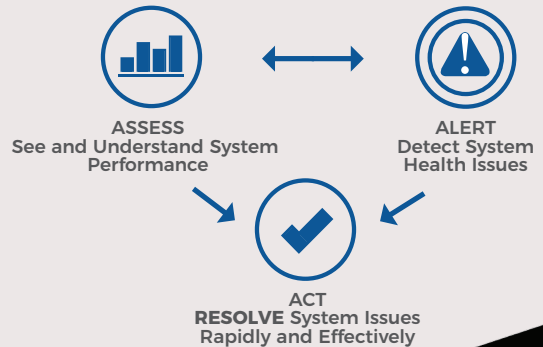 ASSESS
See and Understand System
Performance
ALERT
Detect System
Health Issues
ACT
RESOLVE System Issues
Rapidly and Effectively